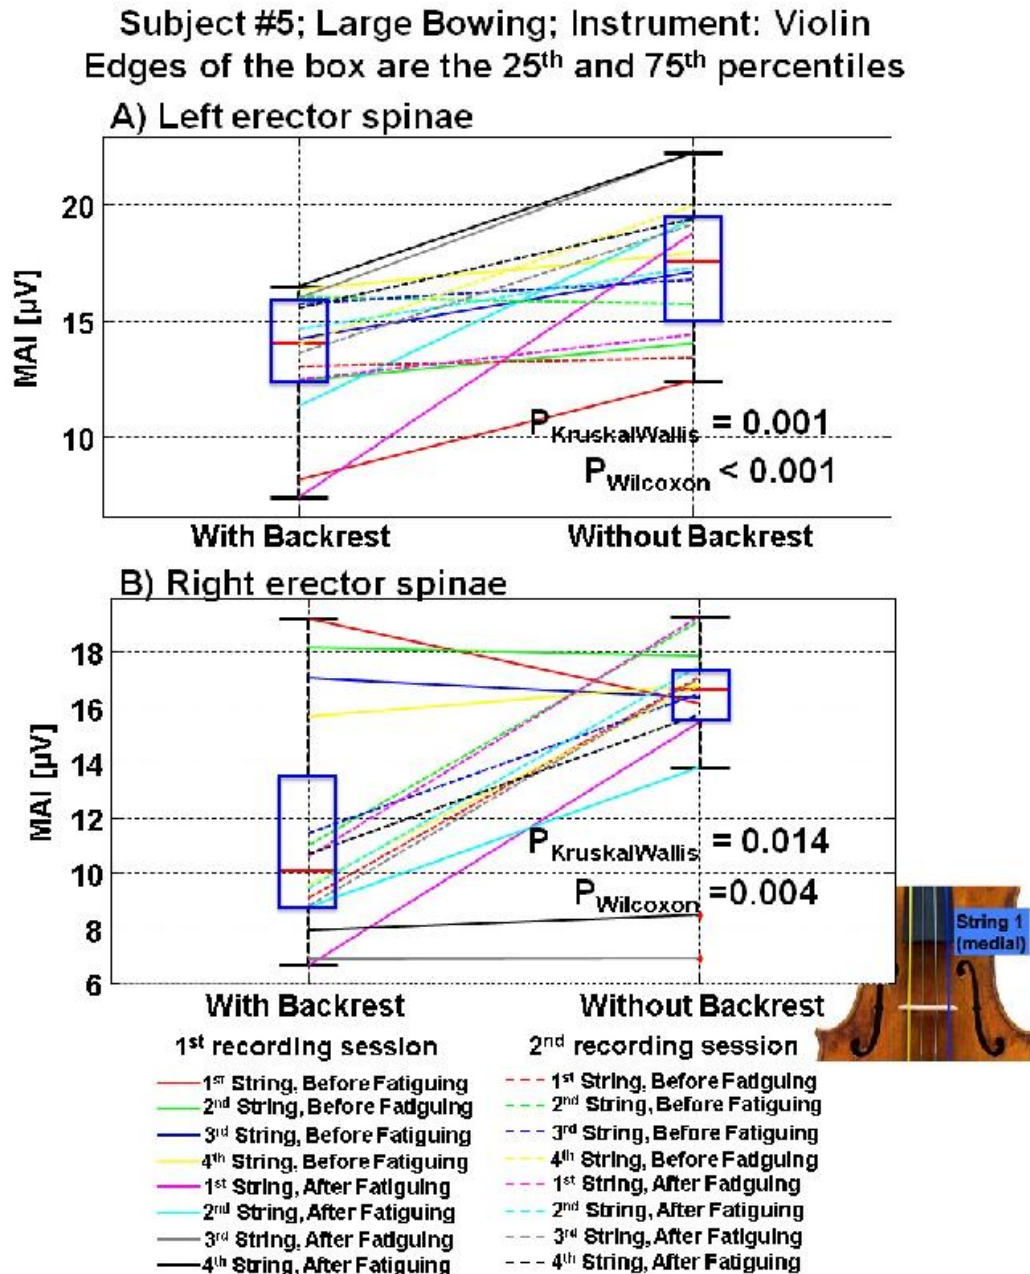 Subject #5; Large Bowing; Instrument: Violin
Edges of the box are the 25th and 75th percentiles
A) Left erector spinae
20
15
10
MAI [µV]
P KruskalWallis = 0.001
P Wilcoxon < 0.001
With Backrest Without Backrest
B) Right erector spinae
18
16
14
12
10
8
6
MAI [µV]
P KruskalWallis = 0.014
P Wilcoxon =0.004
String 1
(medial)
With Backrest Without Backrest
1st recording session 2nd recording session
1st String, Before Fatiguing 1st String, Before Fatiguing
2nd String, Before Fatiguing 2nd String, Before Fatiguing
3rd String, Before Fatiguing 3rd String, Before Fatiguing
4th String, Before Fatiguing 4th String, Before Fatiguing
1st String, After Fatiguing 1st String, After Fatiguing
2nd String, After Fatiguing 2nd String, After Fatiguing
3rd String, After Fatiguing 3rd String, After Fatiguing
4th String, After Fatiguing 4th String, After Fatiguing